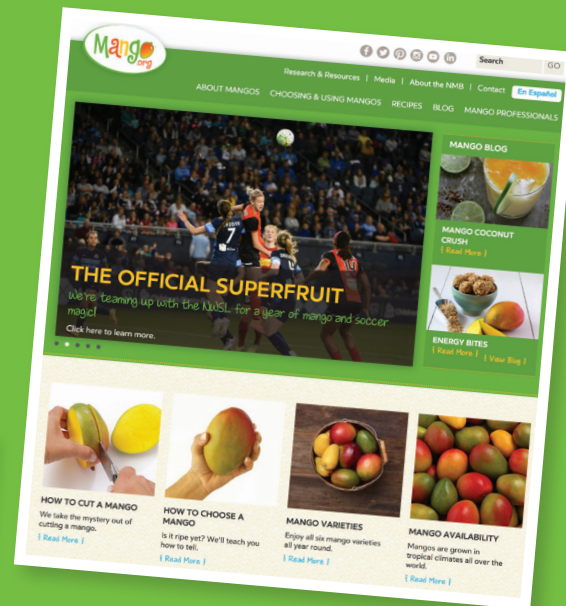 Mango
.org
Search GO
Research & Resources | Media | About the NMB | Contact En Español
ABOUT MANGOS CHOOSING & USING MANGOS RECIPES BLOG MANGO PROFESSIONALS
7
10
THE OFFICIAL SUPERFRUIT
We're teaming up with the NWSL for a year of mango and soccer
magic!
Click here to learn more.
MANGO BLOG
MANGO COCONUT
CRUSH
{ Read More }
ENERGY BITES
{ Read More } { View Blog }
HOW TO CUT A MANGO
We take the mystery out of
cutting a mango.
{ Read More }
HOW TO CHOOSE A
MANGO
Is it ripe yet? We'll teach you
how to tell.
{ Read More }
MANGO VARIETIES
Enjoy all six mango varieties
all year round.
{ Read More }
MANGO AVAILABILITY
Mangos are grown in
tropical climates all over the
world.
{ Read More }